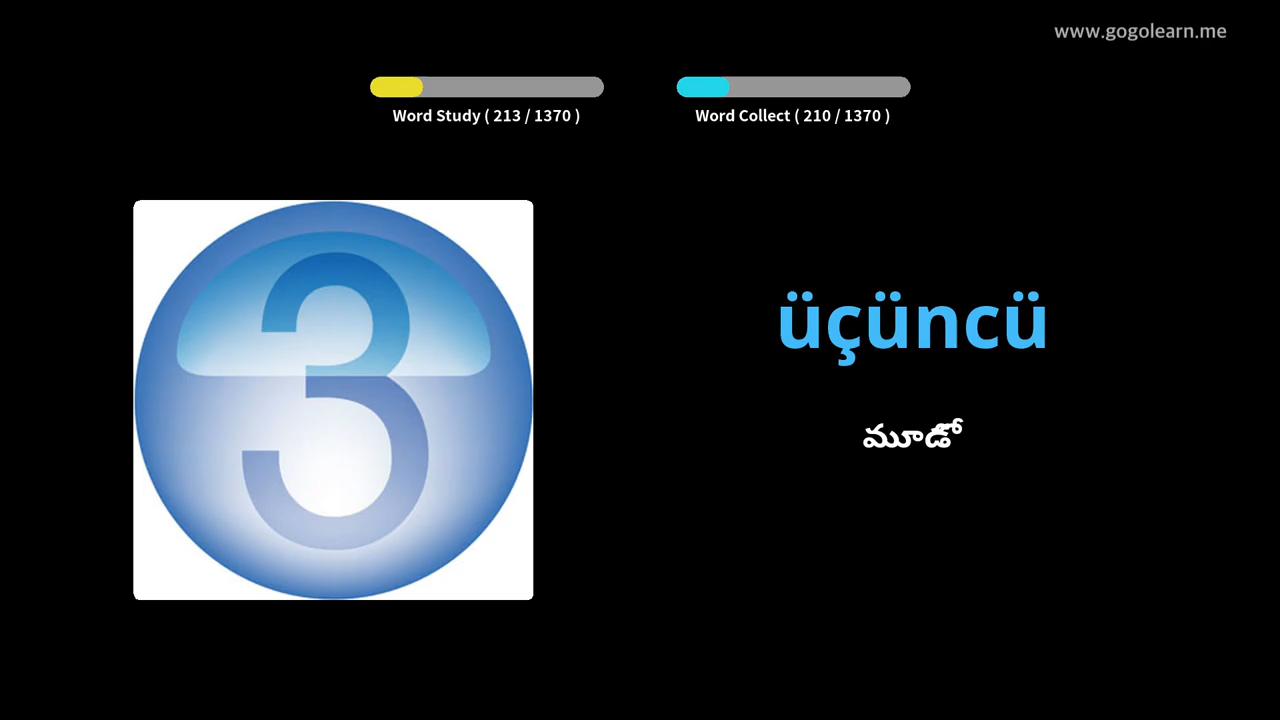 www.gogolearn.me
Word Study ( 213 / 1370 )
Word Collect ( 210 / 1370 )
3
üçüncü
మూడో